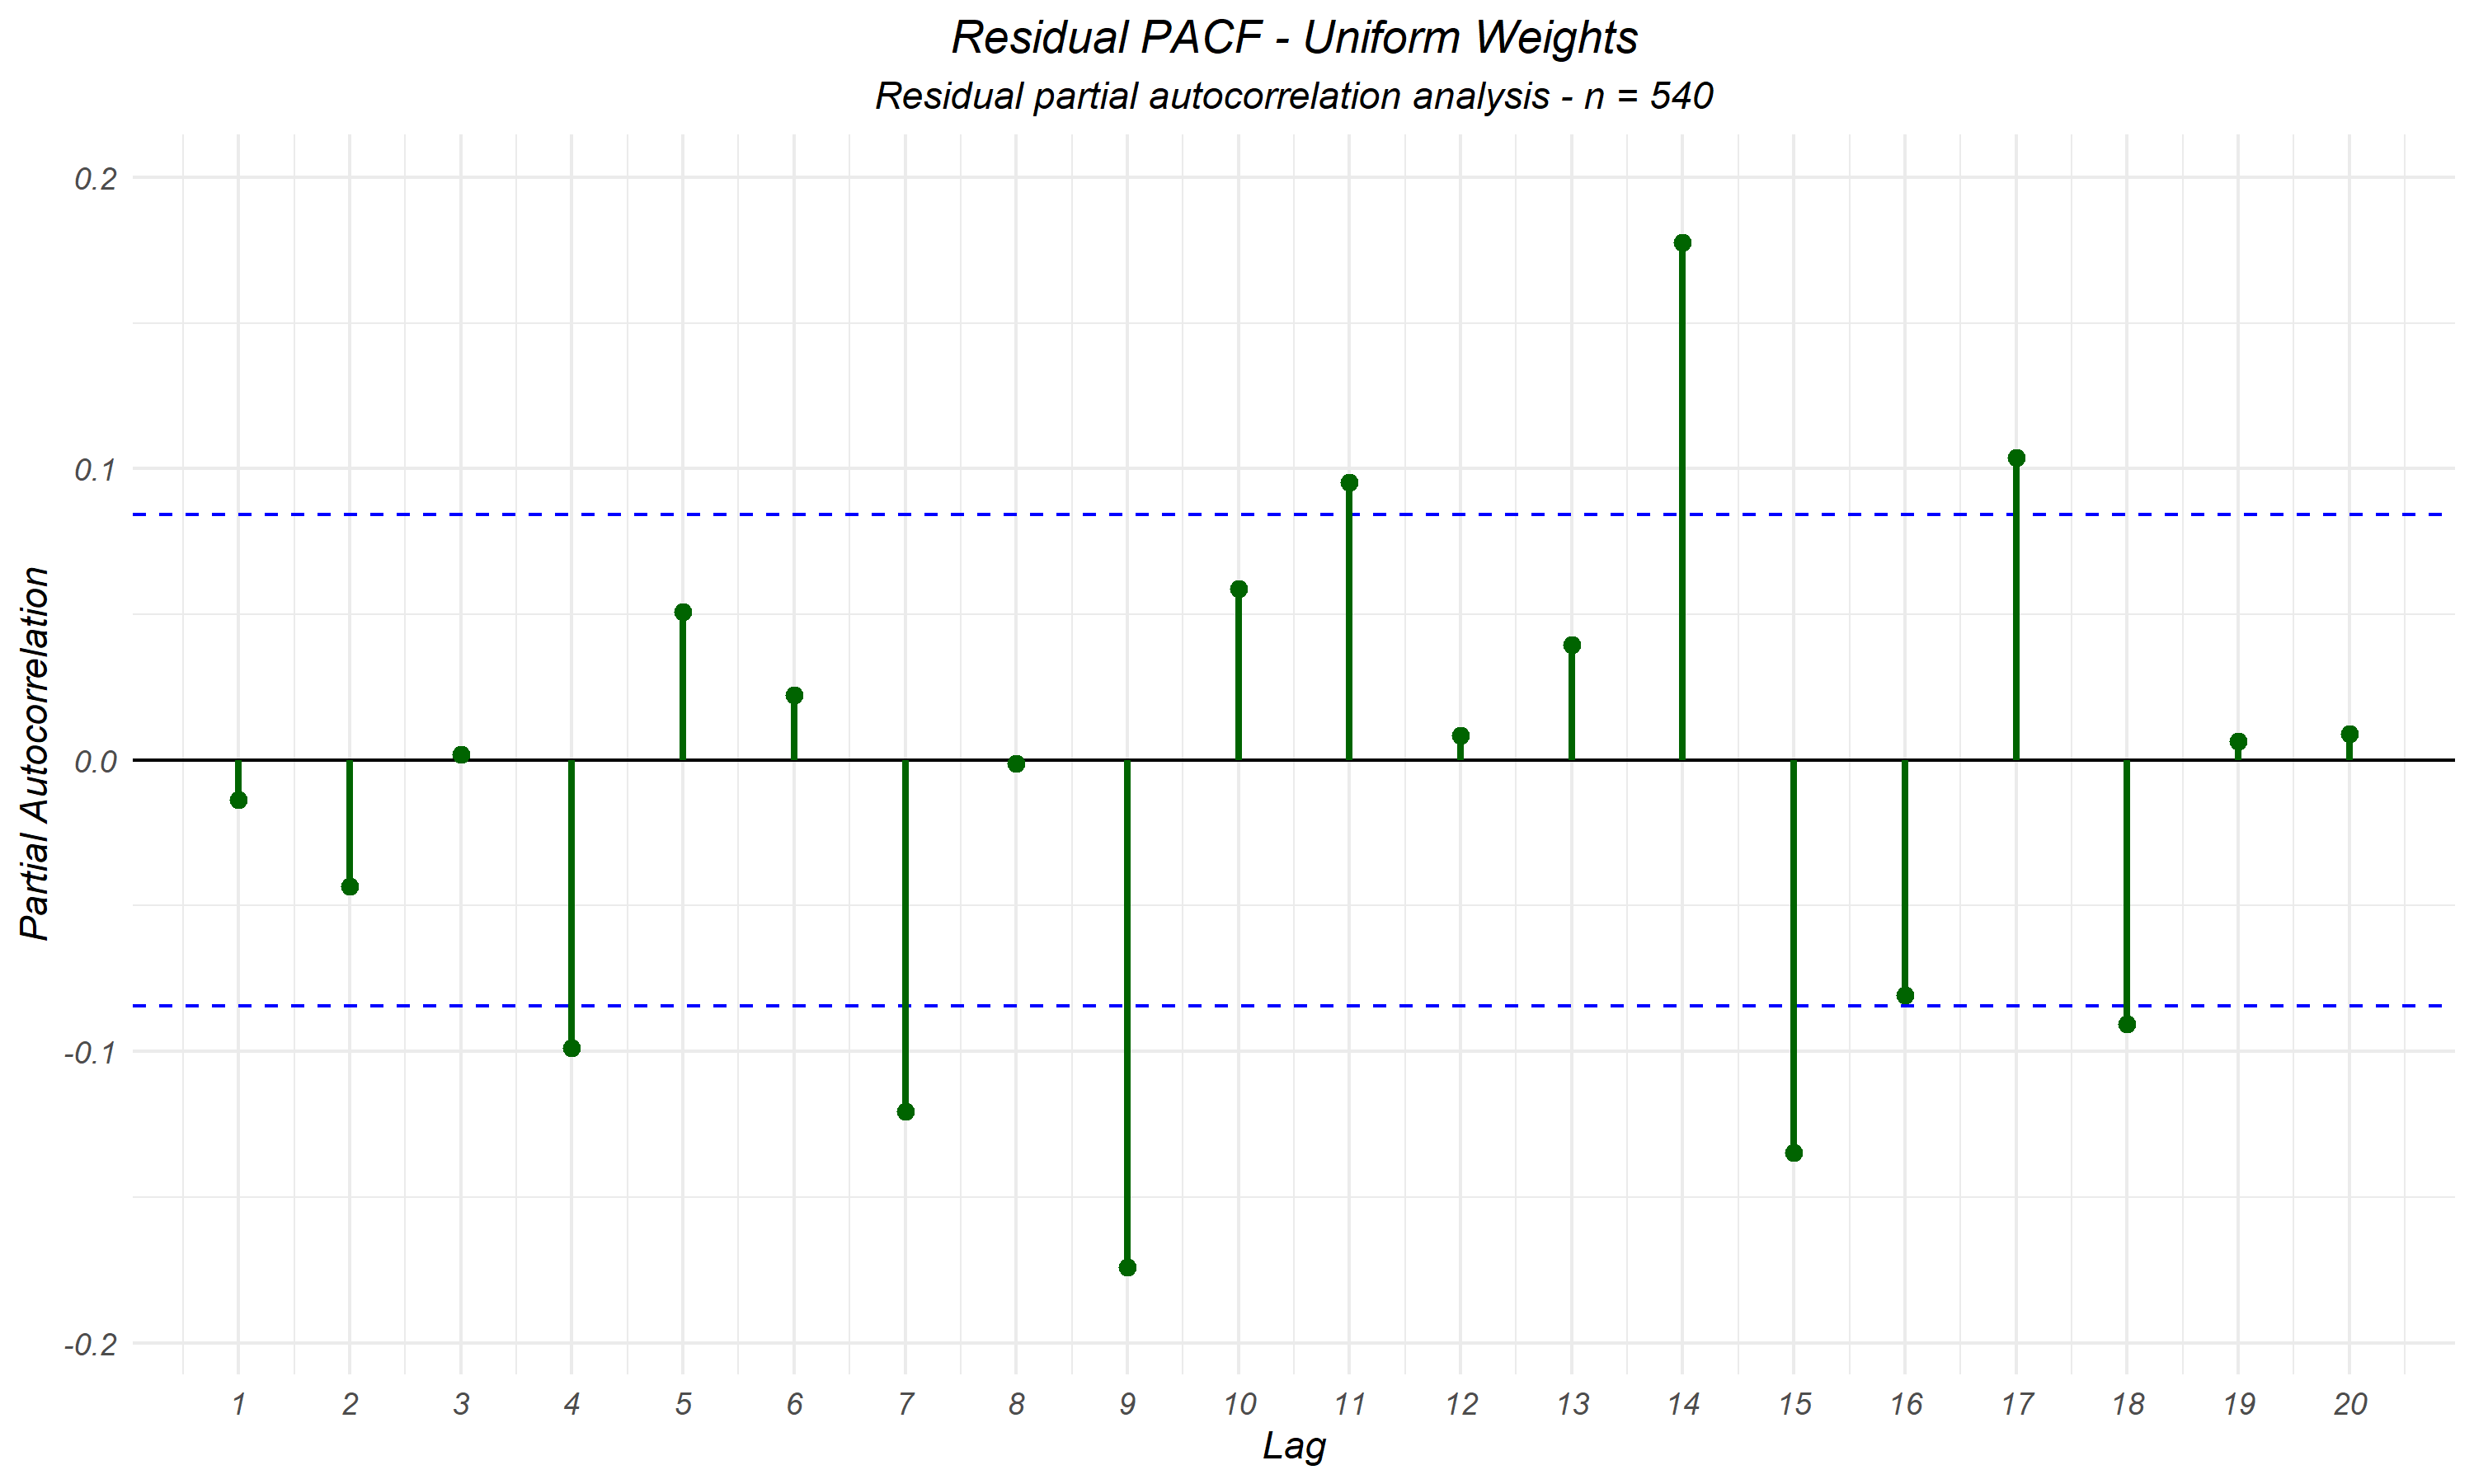 Residual PACF - Uniform Weights
Residual partial autocorrelation analysis - n = 540
Partial Autocorrelation
0.2
0.1
0.0
-0.1
-0.2
1 2 3 4 5 6 7 8 9 10 11 12 13 14 15 16 17 18 19 20
Lag